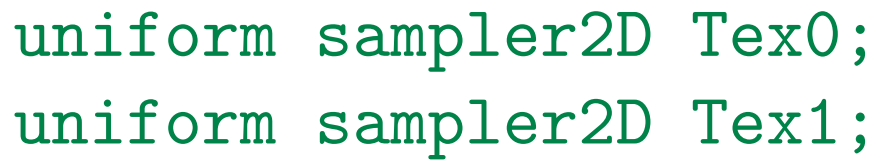 uniform sampler2D Tex0;
uniform sampler2D Tex1;